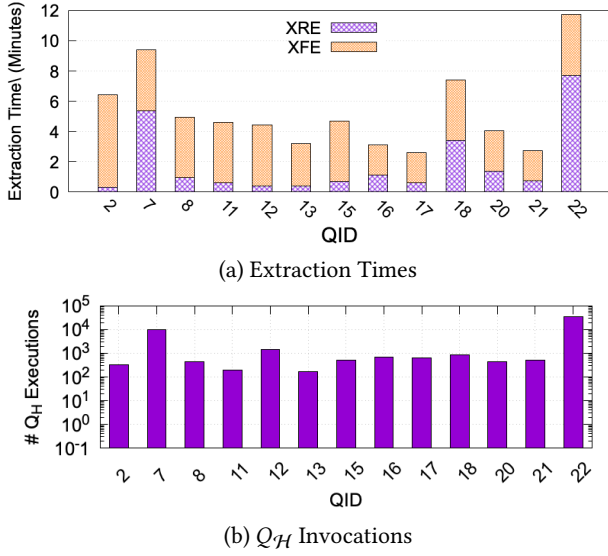 12
10
8
6
4
2
0
Extraction Time\ (Minutes)
XRE
XFE
2 7 8 11 12 13 15 16 17 18 20 21 22
QID
(a) Extraction Times
10^5
10^4
10^3
10^2
10^1
10^0
10^-1
# Q_H Executions
2 7 8 11 12 13 15 16 17 18 20 21 22
QID
(b) Q_ℋ Invocations